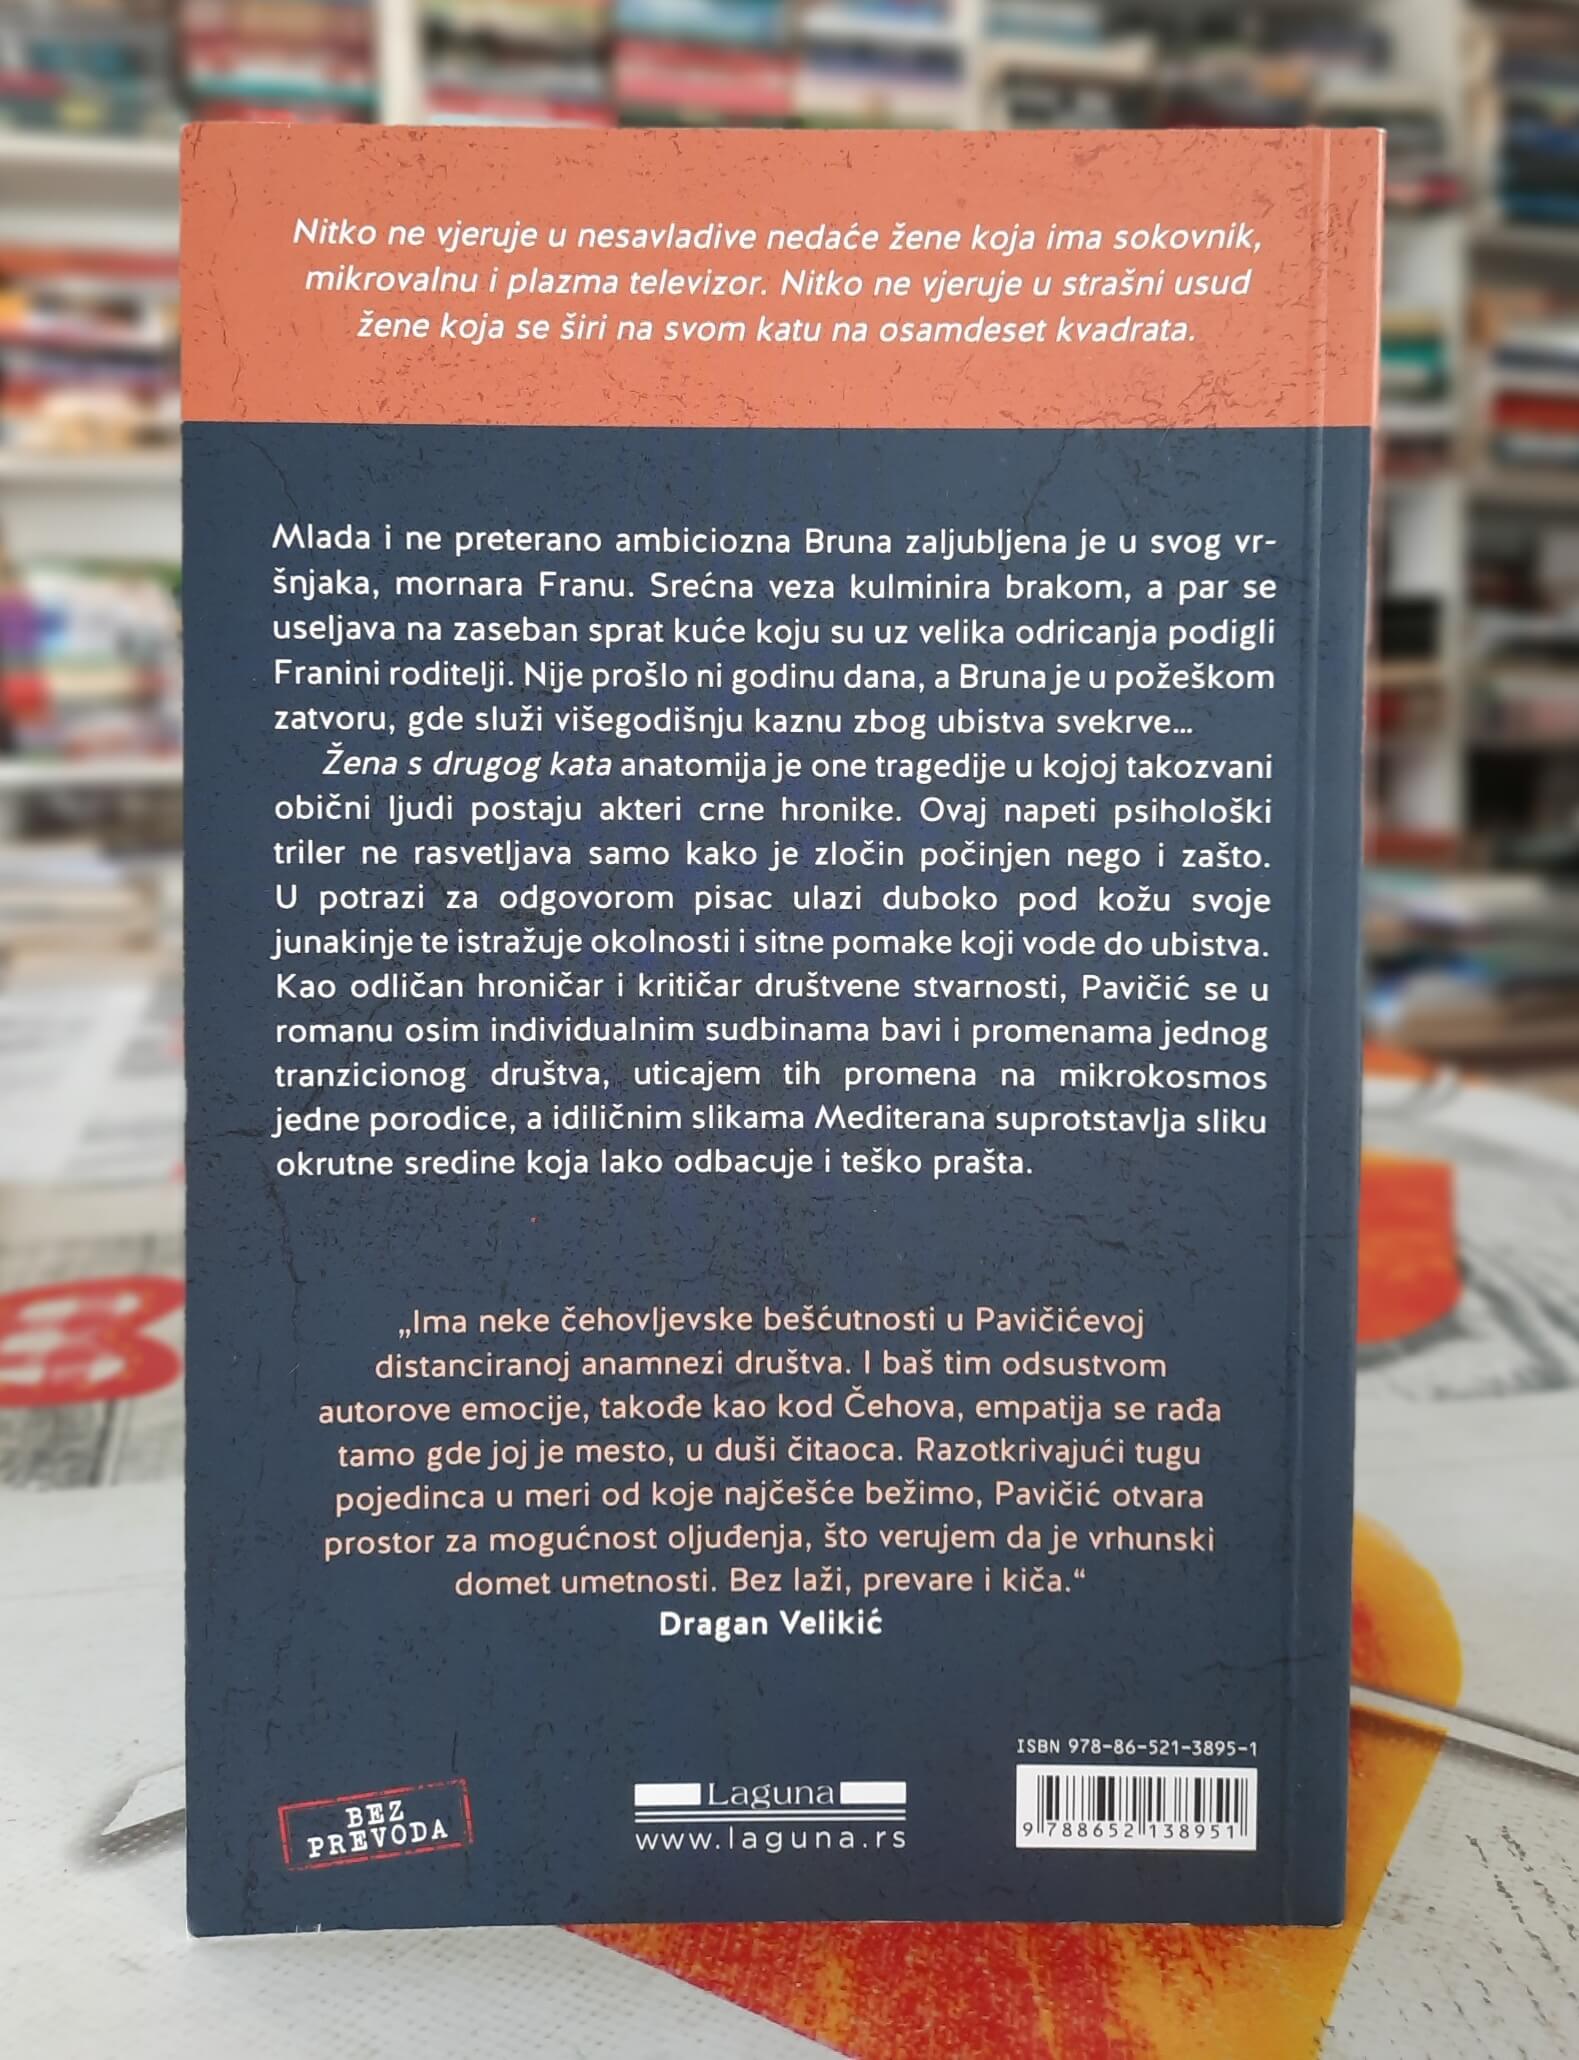 Nitko ne vjeruje u nesavladive nedaće žene koja ima sokovnik,
mikrovalnu i plazma televizor. Nitko ne vjeruje u strašni usud
žene koja se širi na svom katu na osamdeset kvadrata.
Mlada i ne preterano ambiciozna Bruna zaljubljena je u svog vr-
šnjaka, mornara Franu. Srećna veza kulminira brakom, a par se
useljava na zaseban sprat kuće koju su uz velika odricanja podigli
Franini roditelji. Nije prošlo ni godinu dana, a Bruna je u požeškom
zatvoru, gde služi višegodišnju kaznu zbog ubistva svekrve...
Žena s drugog kata anatomija je one tragedije u kojoj takozvani
obični ljudi postaju akteri crne hronike. Ovaj napeti psihološki
triler ne rasvetljava samo kako je zločin počinjen nego i zašto.
U potrazi za odgovorom pisac ulazi duboko pod kožu svoje
junakinje te istražuje okolnosti i sitne pomake koji vode do ubistva.
Kao odličan hroničar i kritičar društvene stvarnosti, Pavičić se u
romanu osim individualnim sudbinama bavi i promenama jednog
tranzicionog društva, uticajem tih promena na mikrokosmos
jedne porodice, a idiličnim slikama Mediterana suprotstavlja sliku
okrutne sredine koja lako odbacuje i teško prašta.
„Ima neke čehovljevske bešćutnosti u Pavičićevoj
distanciranoj anamnezi društva. I baš tim odsustvom
autorove emocije, takođe kao kod Čehova, empatija se rađa
tamo gde joj je mesto, u duši čitaoca. Razotkrivajući tugu
pojedinca u meri od koje najčešće bežimo, Pavičić otvara
prostor za mogućnost oljuđenja, što verujem da je vrhunski
domet umetnosti. Bez laži, prevare i kiča.“
Dragan Velikić
ISBN 978-86-521-3895-1
BEZ
PREVODA
Laguna
www.laguna.rs
9 788652 138951